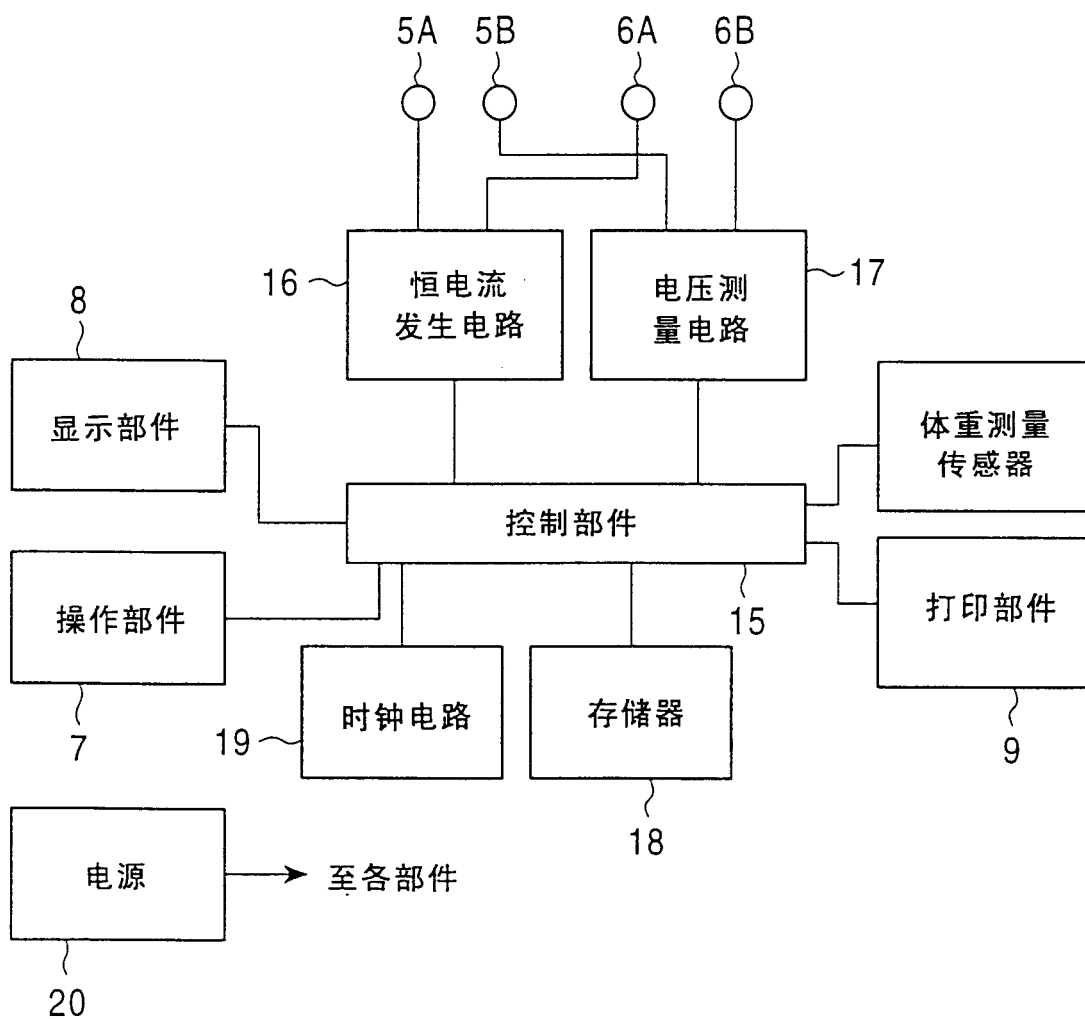 5A 5B 6A 6B
16
恒电流
发生电路
电压测
量电路
17
8
显示部件
体重测量
传感器
控制部件
15
操作部件
7
打印部件
9
19
时钟电路
存储器
18
电源
至各部件
20